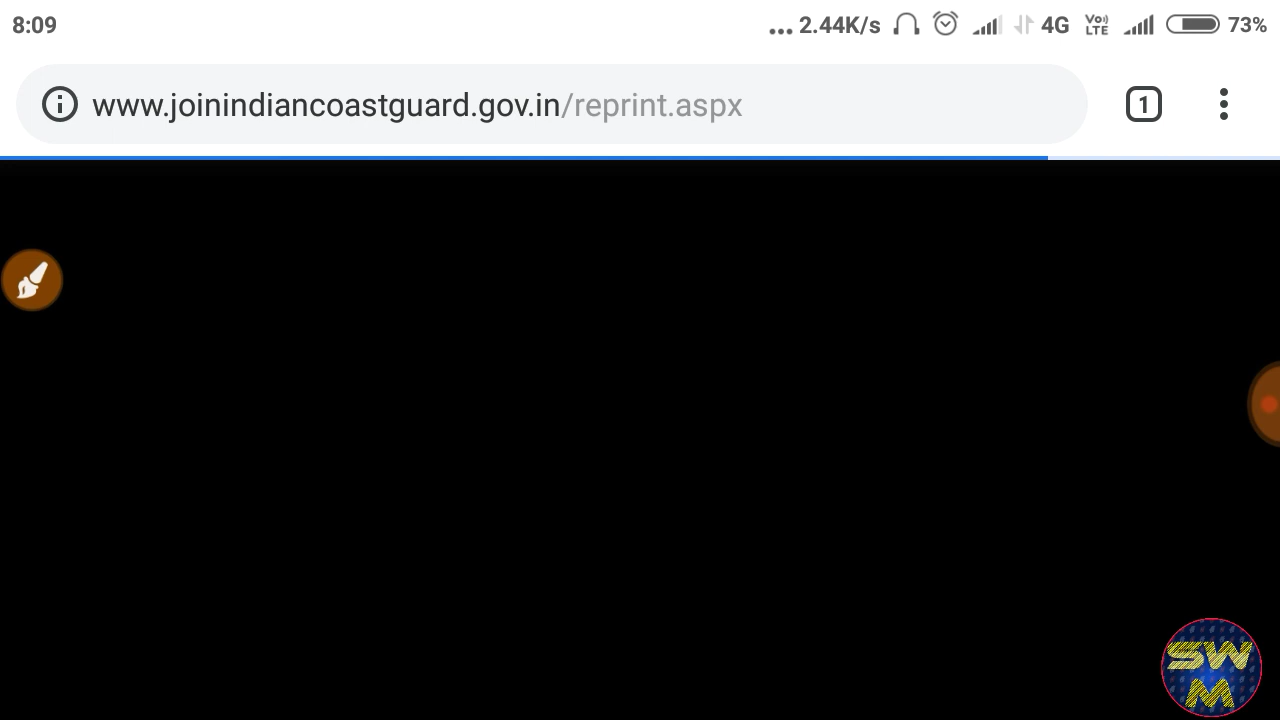 8:09 ... 2.44K/s 4G Vo) LTE 73%
www.joinindiancoastguard.gov.in/reprint.aspx 1
SW
M